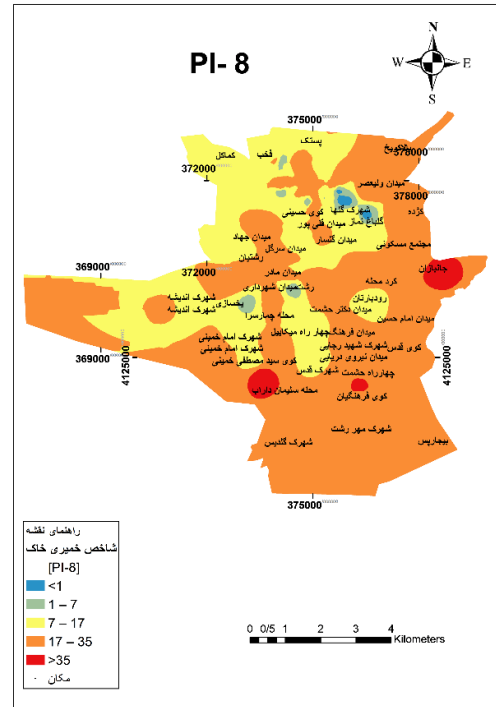 PI- 8
N
W E
S
375000
پستک
فخب
کماکل
372000
378000
میدان ولیعصر
378000
شهرک گلها
کوی حسینی
گلباغ نماز
میدان قلی پور
کژده
میدان جهاد
میدان گلسار
مجتمع مسکونی
میدان سرگل
رشتیان
372000
میدان مادر
جانبازان
369000
کرد محله
رشت
میدان شهرداری
شهرک اندیشه
رودبارتان
یخسازی
شهرک اندیشه
میدان دکتر حشمت
محله چمارسرا
میدان امام حسین
چهار راه میکاییل
میدان فرهنگ
شهرک امام خمینی
شهرک شهید رجایی
کوی قدس
شهرک امام خمینی
369000
4125000
میدان نیروی دریایی
4125000
کوی سید مصطفی خمینی
شهرک قدس
چهارراه حشمت
محله سلیمان داراب
کوی فرهنگیان
شهرک مهر رشت
شهرک گلدیس
بیجارپس
375000
راهنمای نقشه
شاخص خمیری خاک
[PI-8]
<1
1 – 7
7 – 17
17 – 35
>35
مکان
0 0/5 1 2 3 4
Kilometers